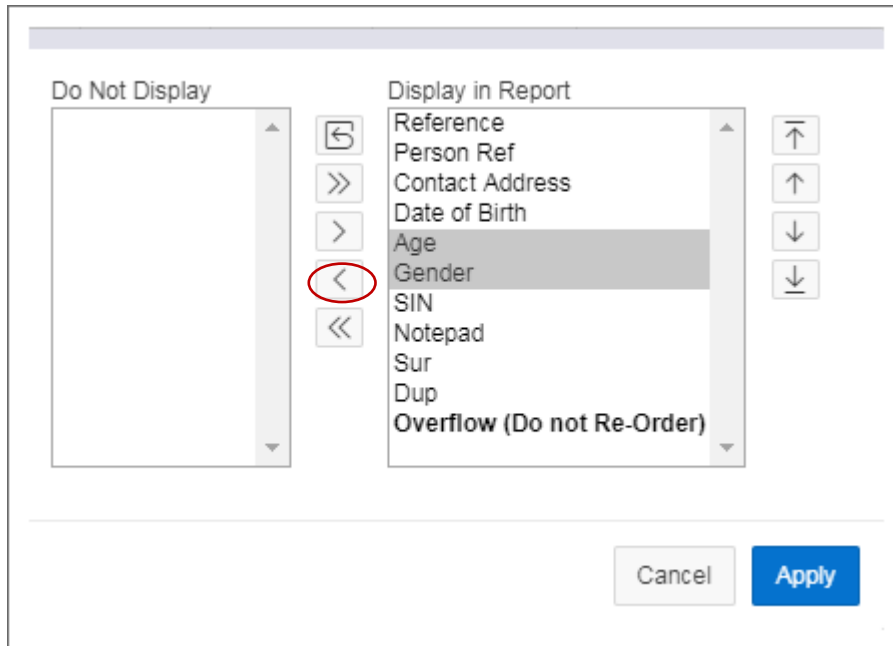 Do Not Display
Display in Report
Reference
Person Ref
Contact Address
Date of Birth
Age
Gender
SIN
Notepad
Sur
Dup
Overflow (Do not Re-Order)
Cancel
Apply